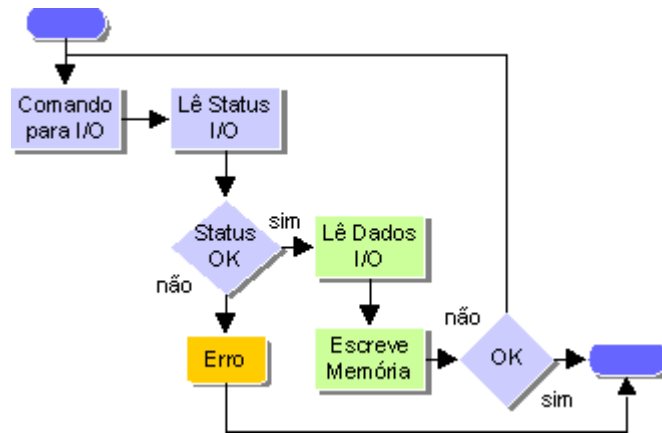 Comando
para I/O
Lê Status
I/O
Status
OK
sim
Lê Dados
I/O
não
Erro
Escreve
Memória
não
OK
sim